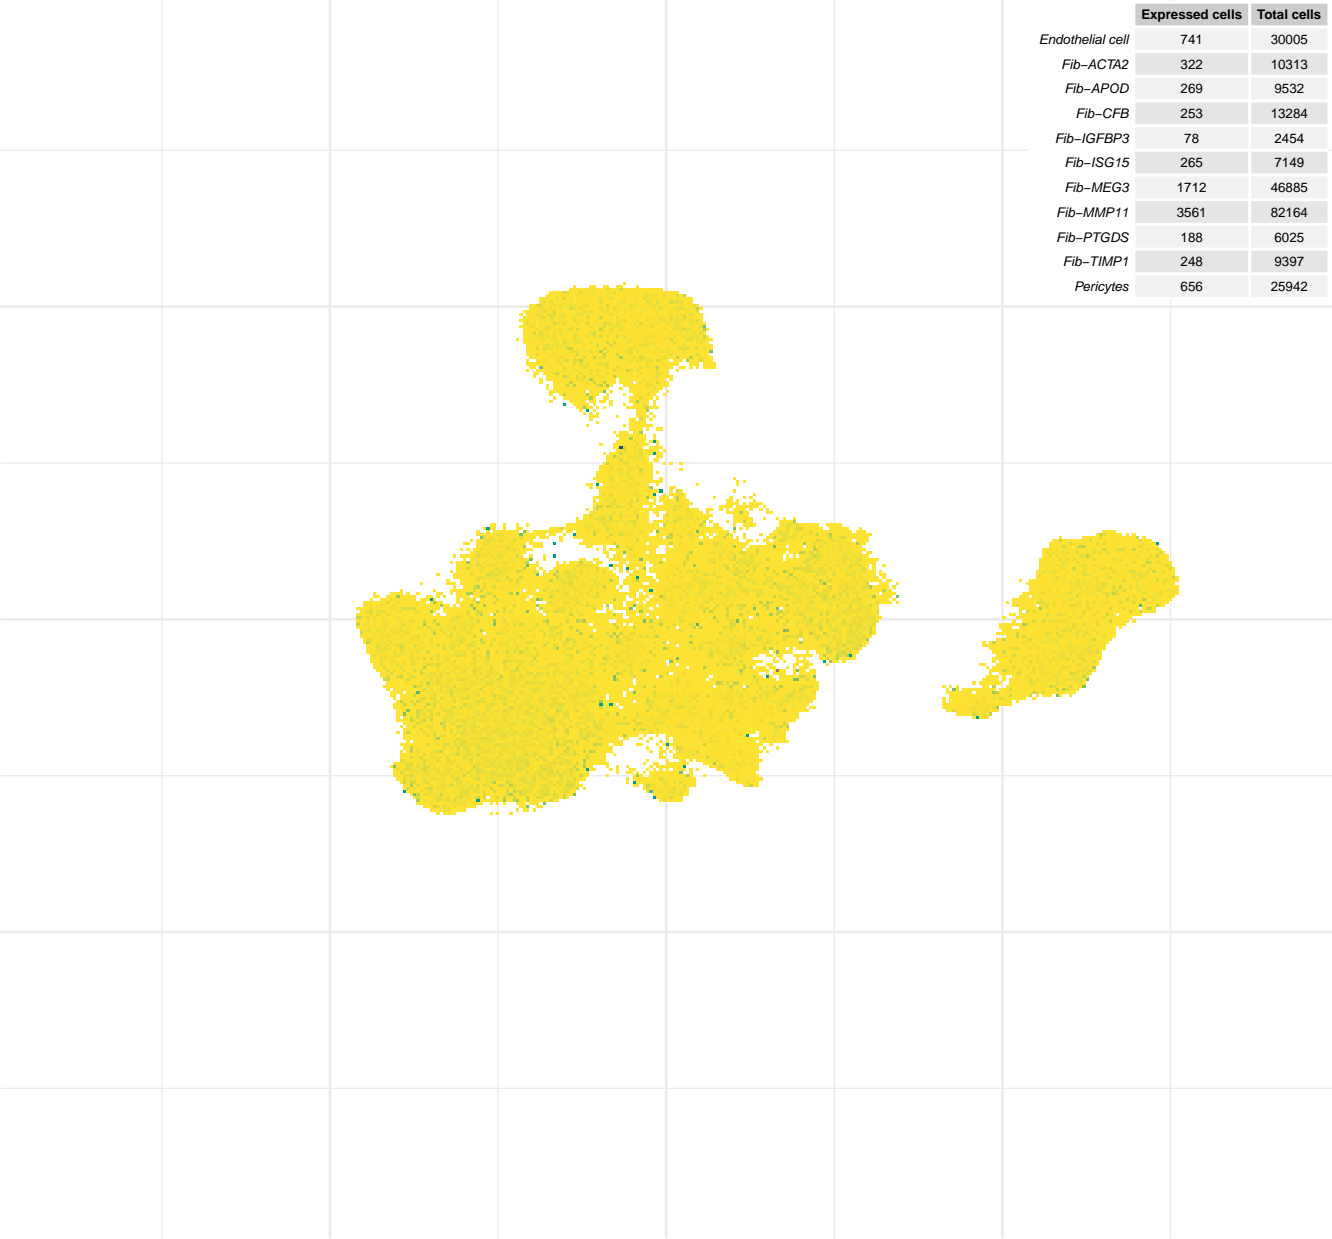 Expressed cells Total cells
Endothelial cell 741 30005
Fib−ACTA2 322 10313
Fib−APOD 269 9532
Fib−CFB 253 13284
Fib−IGFBP3 78 2454
Fib−ISG15 265 7149
Fib−MEG3 1712 46885
Fib−MMP11 3561 82164
Fib−PTGDS 188 6025
Fib−TIMP1 248 9397
Pericytes 656 25942